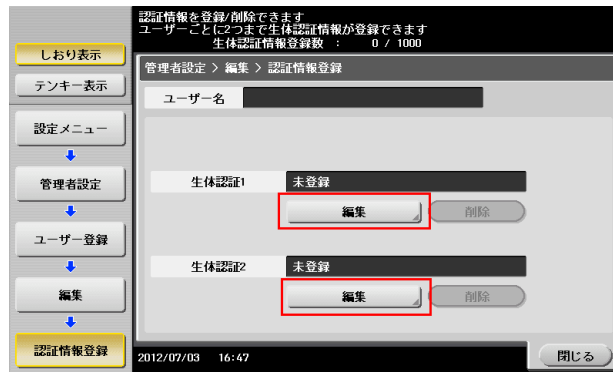 認証情報を登録/削除できます
ユーザーごとに2つまで生体認証情報が登録できます
生体認証情報登録数 : 0 / 1000
しおり表示
テンキー表示
設定メニュー
管理者設定
ユーザー登録
編集
認証情報登録
管理者設定 > 編集 > 認証情報登録
ユーザー名
生体認証1 未登録
編集 削除
生体認証2 未登録
編集 削除
2012/07/03 16:47 閉じる